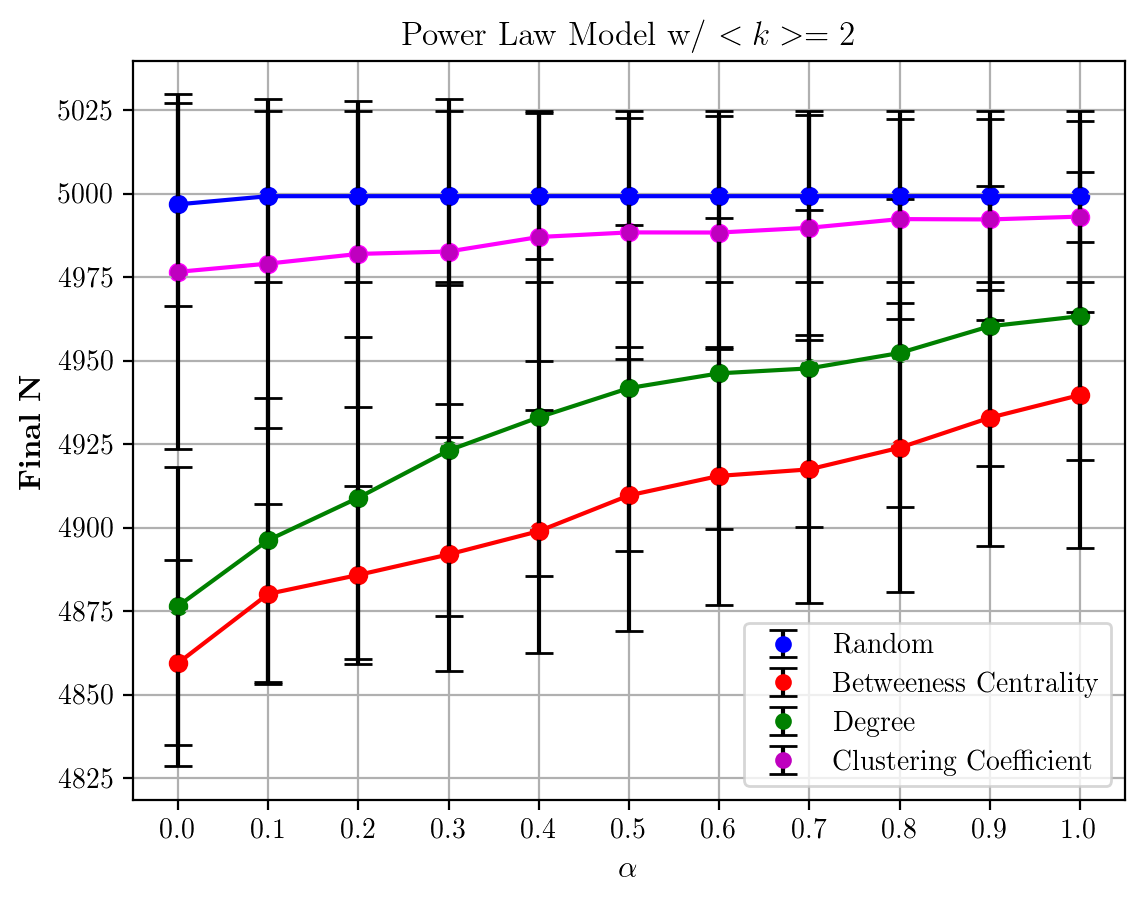 Power Law Model w/ < k >= 2
Final N
5025
5000
4975
4950
4925
4900
4875
4850
4825
0.0 0.1 0.2 0.3 0.4 0.5 0.6 0.7 0.8 0.9 1.0
α
Random
Betweeness Centrality
Degree
Clustering Coefficient